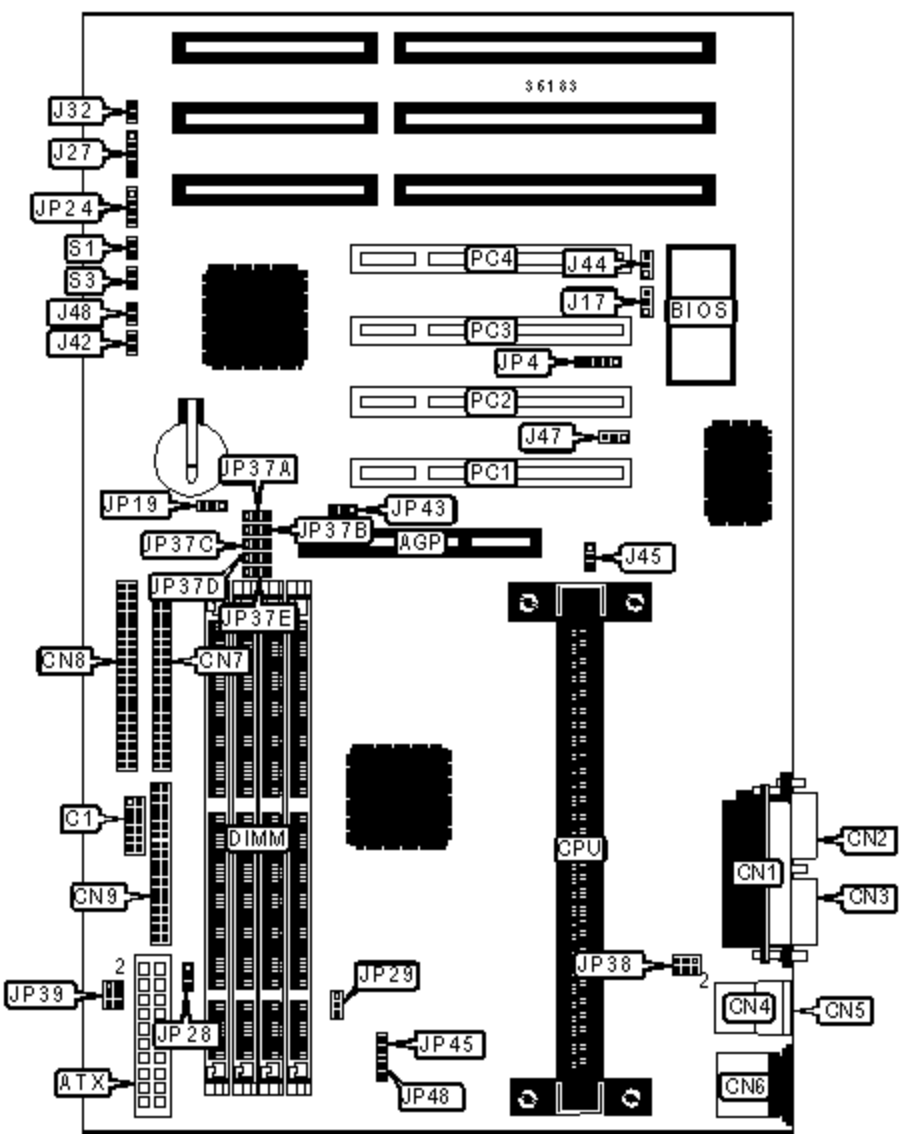 36183
J32
J27
JP24
S1
S3
J48
J42
PC4
J44
J17
BIOS
PC3
JP4
PC2
J47
PC1
JP37A
JP19
JP43
JP37B
JP37C
AGP
J45
JP37D
JP37E
CN8
CN7
C1
DIMM
CPU
CN2
CN1
CN9
CN3
2
JP38
2
JP39
JP29
CN4
CN5
JP28
JP45
ATX
JP48
CN6